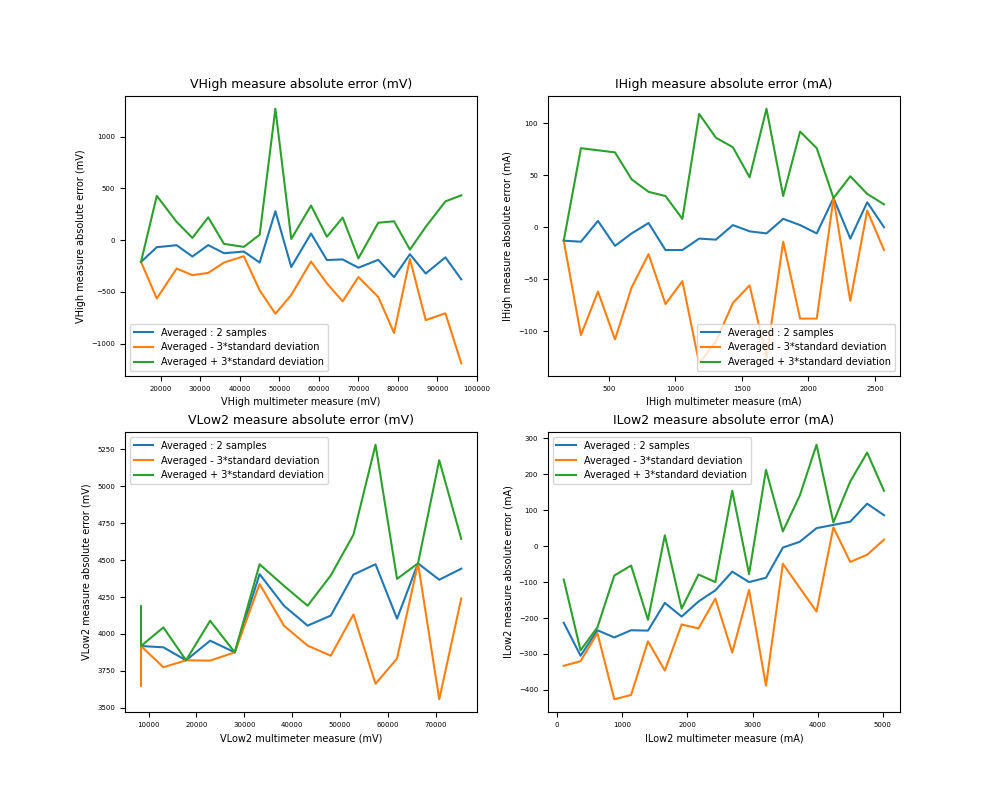 VHigh measure absolute error (mV)
VHigh measure absolute error (mV)
1000
500
0
−500
−1000
Averaged : 2 samples
Averaged - 3*standard deviation
Averaged + 3*standard deviation
20000 30000 40000 50000 60000 70000 80000 90000 100000
VHigh multimeter measure (mV)
IHigh measure absolute error (mA)
IHigh measure absolute error (mA)
100
50
0
−50
−100
Averaged : 2 samples
Averaged - 3*standard deviation
Averaged + 3*standard deviation
500 1000 1500 2000 2500
IHigh multimeter measure (mA)
VLow2 measure absolute error (mV)
VLow2 measure absolute error (mV)
5250
5000
4750
4500
4250
4000
3750
3500
Averaged : 2 samples
Averaged - 3*standard deviation
Averaged + 3*standard deviation
10000 20000 30000 40000 50000 60000 70000
VLow2 multimeter measure (mV)
ILow2 measure absolute error (mA)
ILow2 measure absolute error (mA)
300
200
100
0
−100
−200
−300
−400
Averaged : 2 samples
Averaged - 3*standard deviation
Averaged + 3*standard deviation
0 1000 2000 3000 4000 5000
ILow2 multimeter measure (mA)